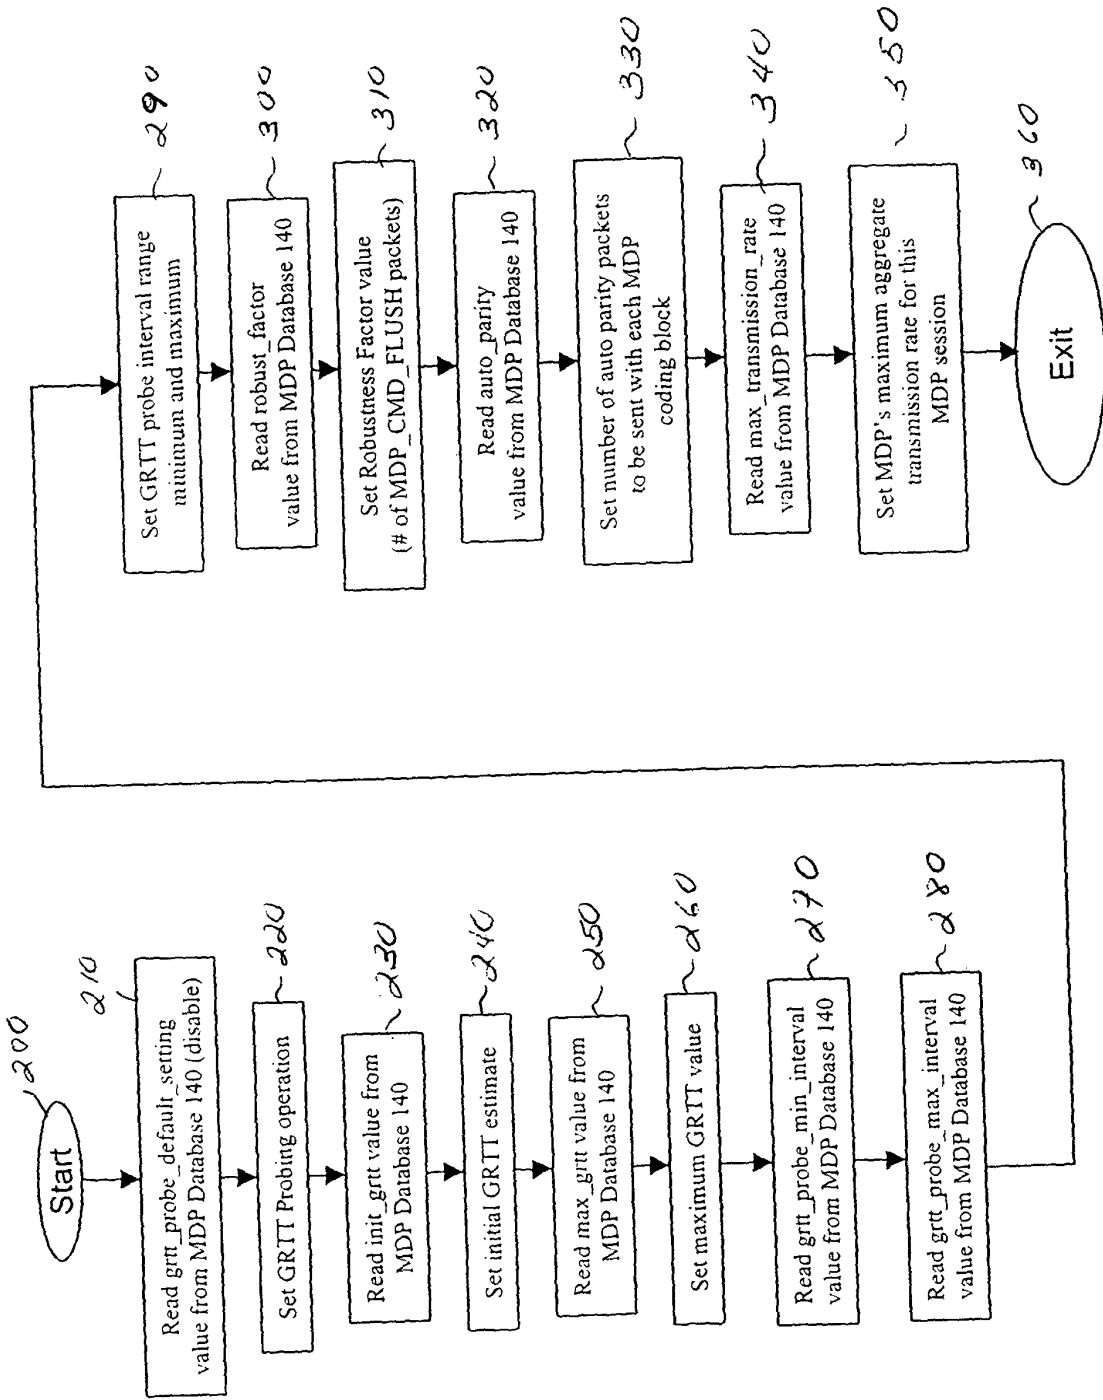 Start
200
210
Read grtt_probe_default_setting
value from MDP Database 140 (disable)
Set GRTT Probing operation
220
Read init_grtt value from
MDP Database 140
230
Set initial GRTT estimate
240
Read max_grtt value from
MDP Database 140
250
Set maximum GRTT value
260
Read grtt_probe_min_interval
value from MDP Database 140
270
Read grtt_probe_max_interval
value from MDP Database 140
280
Set GRTT probe interval range
minimum and maximum
290
Read robust_factor
value from MDP Database 140
300
Set Robustness Factor value
(# of MDP_CMD_FLUSH packets)
310
Read auto_parity
value from MDP Database 140
320
Set number of auto parity packets
to be sent with each MDP
coding block
330
Read max_transmission_rate
value from MDP Database 140
340
Set MDP's maximum aggregate
transmission rate for this
MDP session
350
Exit
360